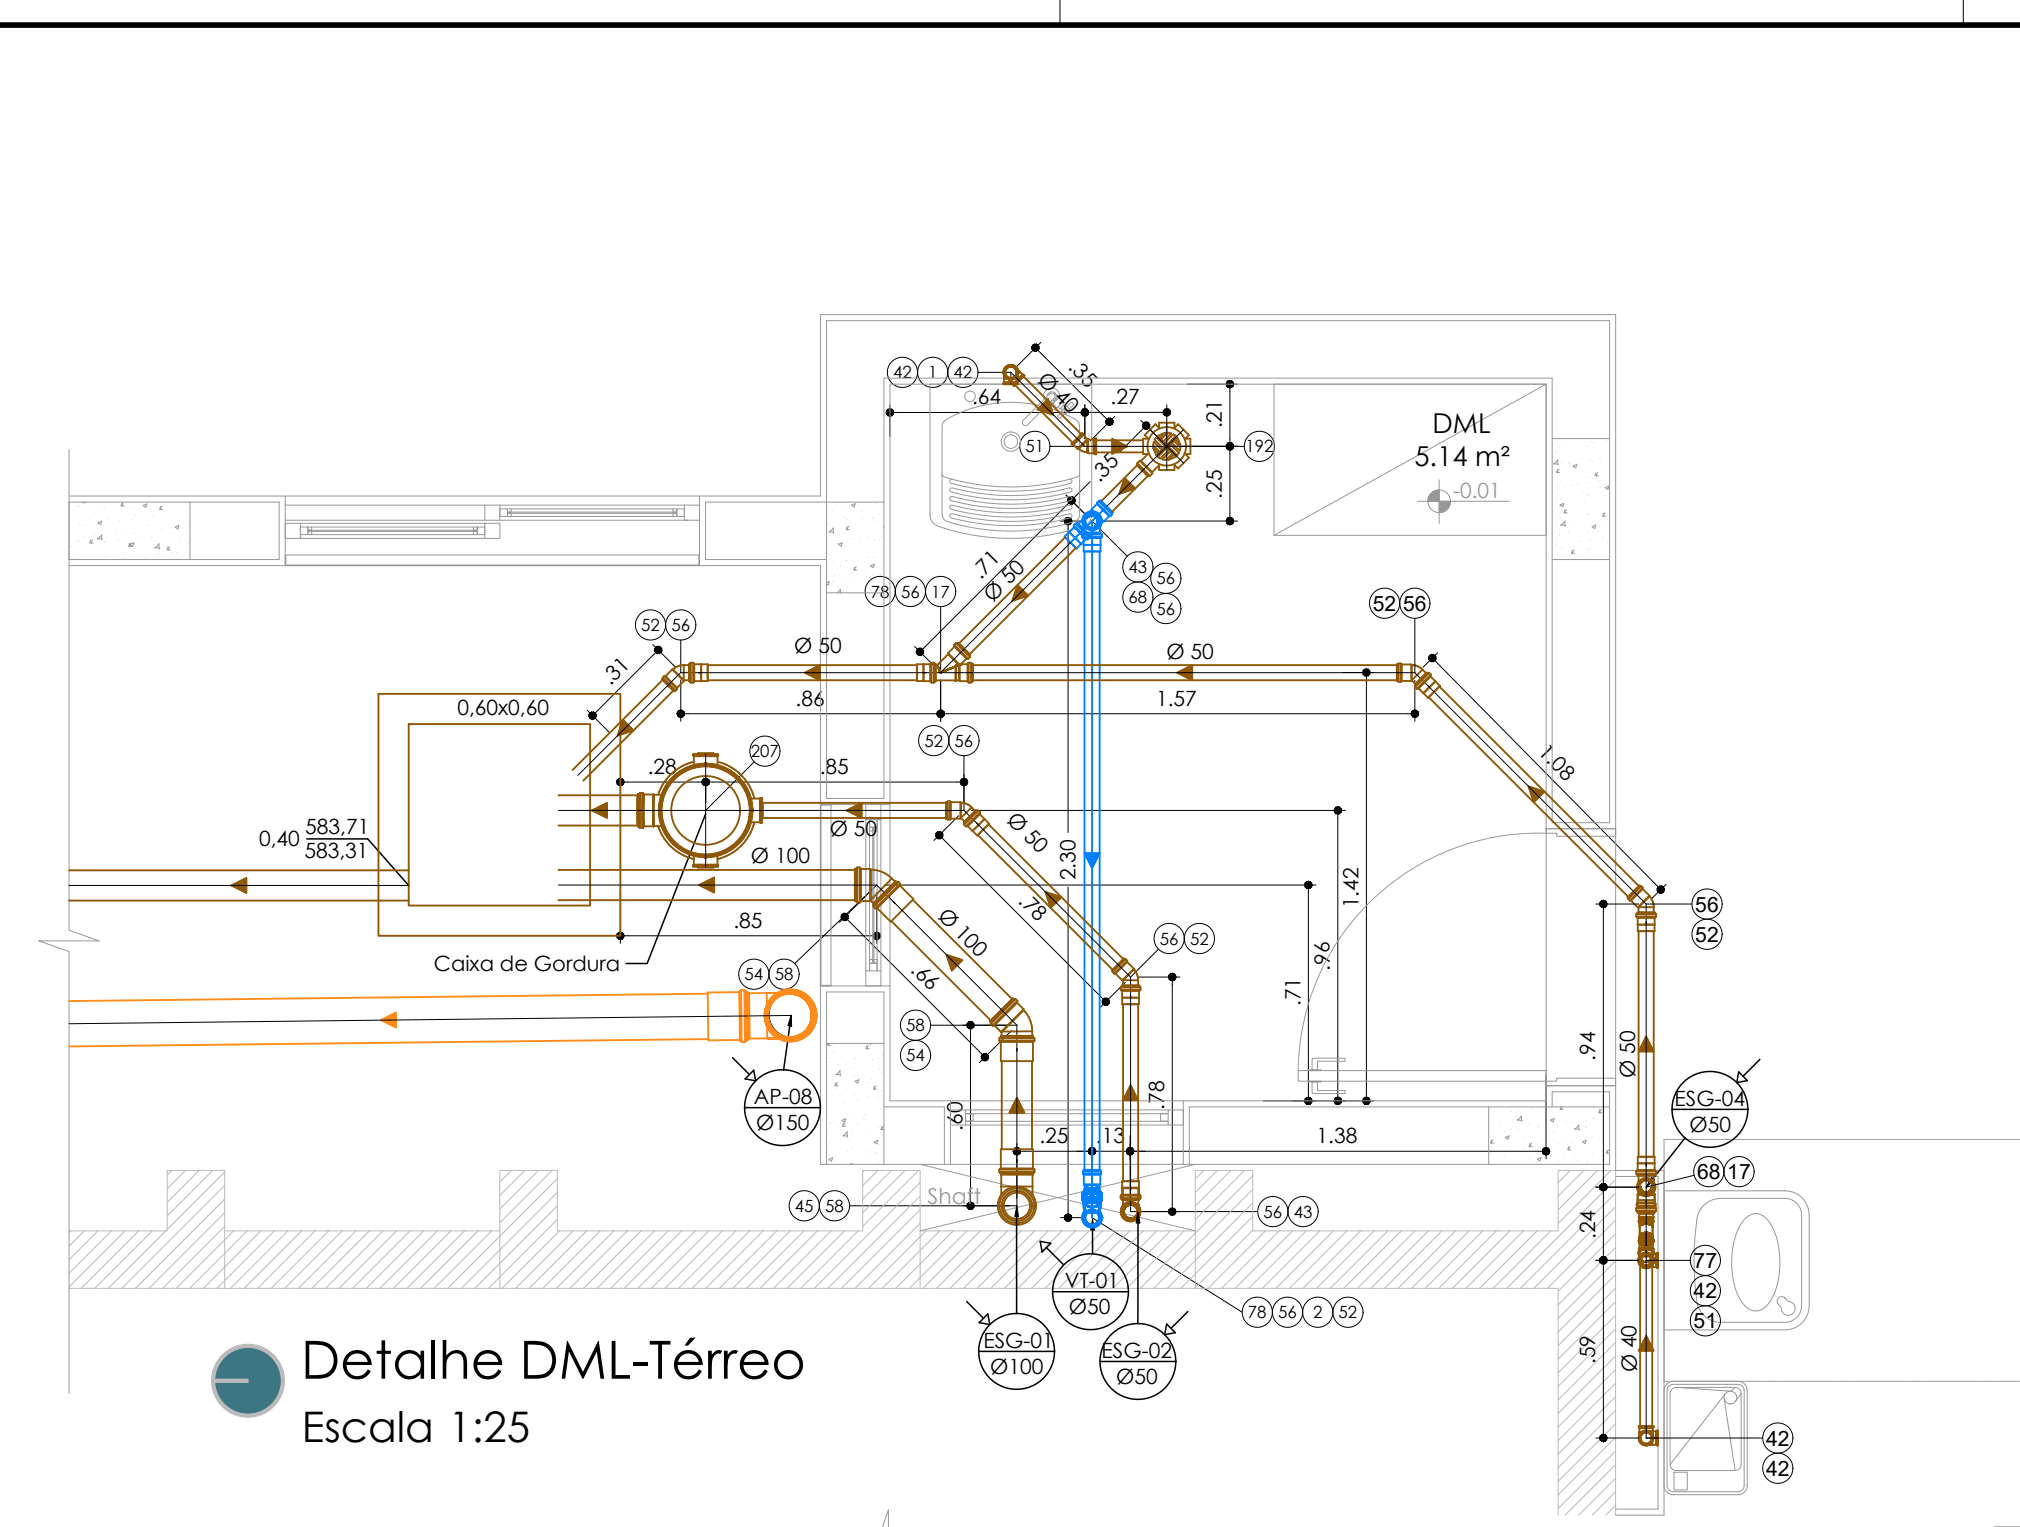 42 1 42
.35
Ø 40
.64
.27
.21
51
192
.35
.25
DML
5.14 m²
-0.01
.71
Ø 50
43 56
68 56
78 56 17
52 56
52 56
.31
Ø 50
Ø 50
.86
1.57
0,60x0,60
52 56
207
.28
.85
1.08
0,40 583,71
583,31
Ø 50
Ø 50
Ø 100
2.30
1.42
.78
.96
.71
56
52
.85
Ø 100
.66
56 52
Caixa de Gordura
54 58
58
54
.94
Ø 50
AP-08
Ø150
.60
.78
ESG-04
Ø50
.25
.13
1.38
68 17
Shaft
45 58
56 43
.24
77
42
51
VT-01
Ø50
78 56 2 52
ESG-01
Ø100
ESG-02
Ø50
.59
Ø 40
42
42
Detalhe DML-Térreo
Escala 1:25